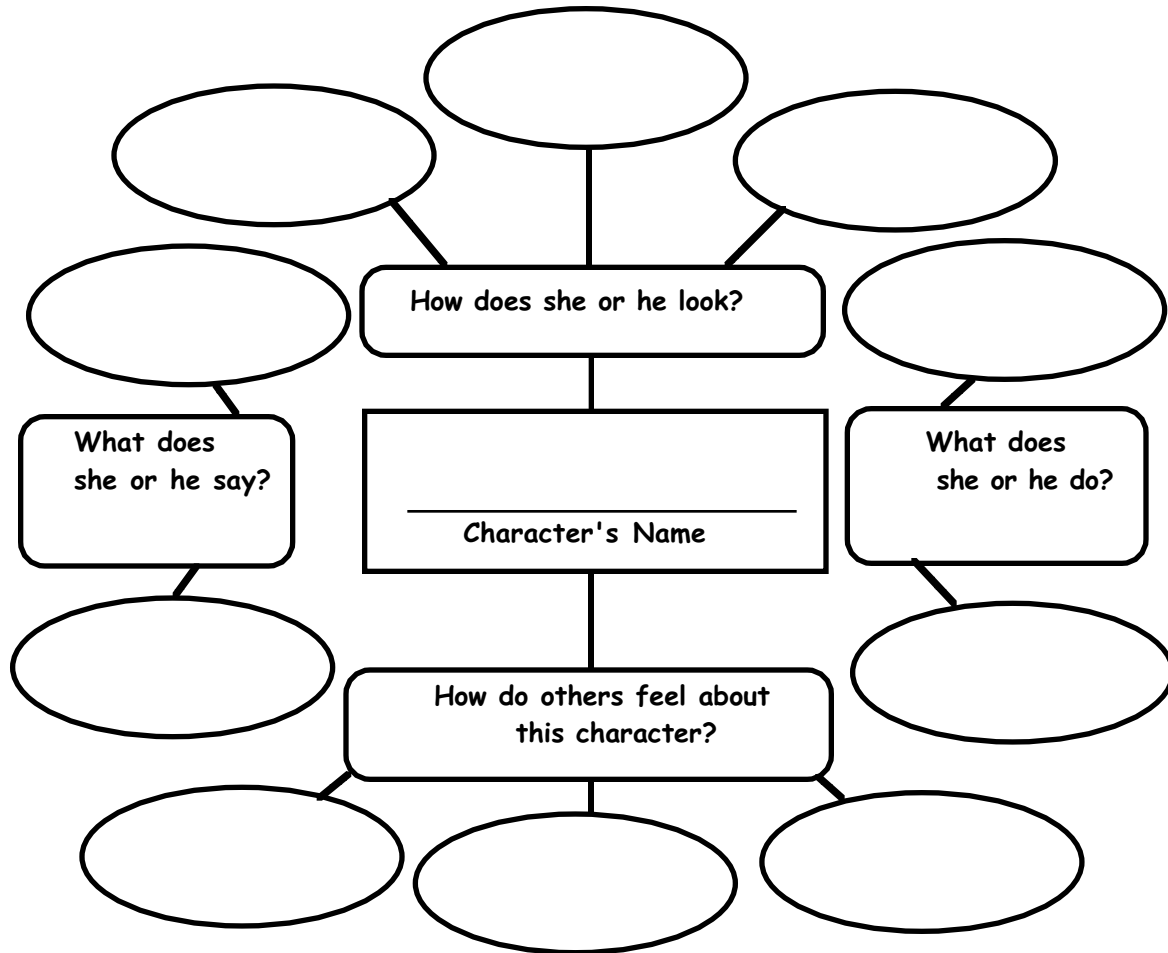 How does she or he look?
What does
she or he say?
What does
she or he do?
Character's Name
How do others feel about
this character?